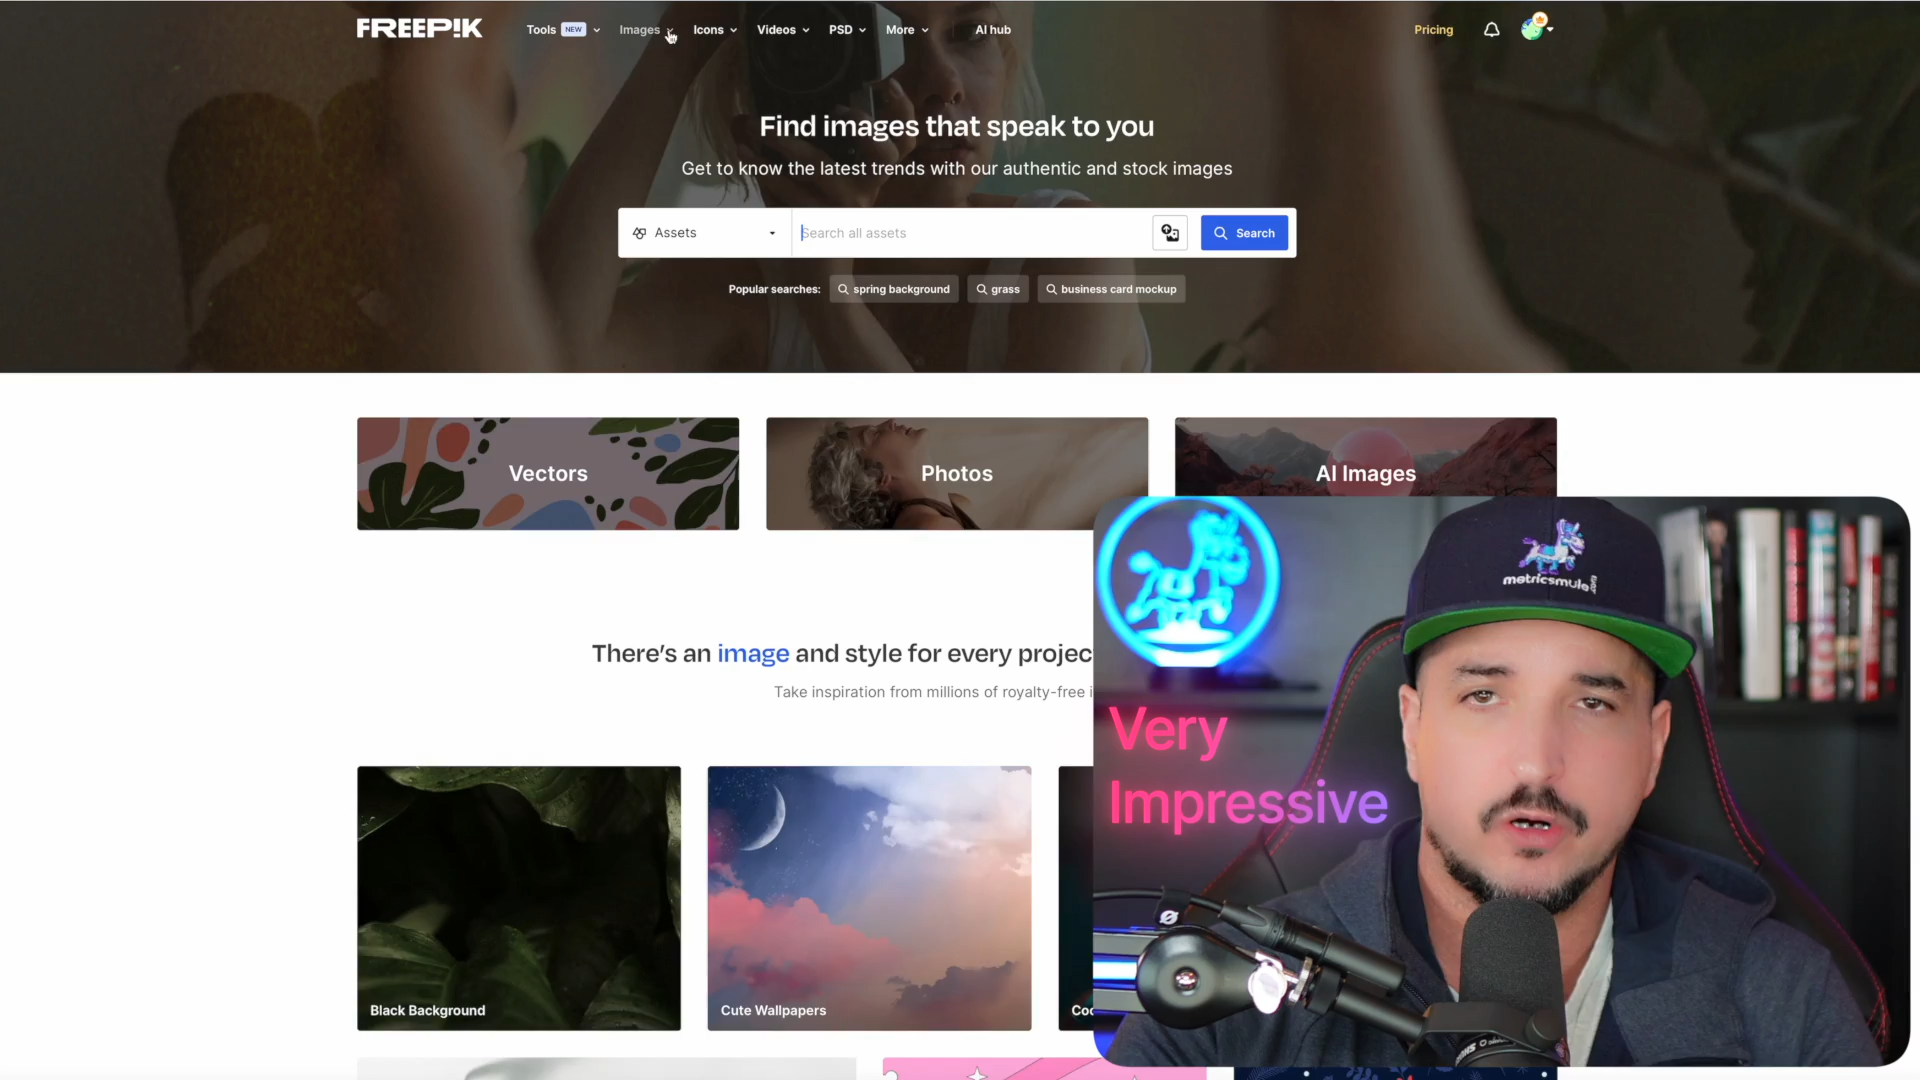 FREEP!K
Tools NEW Images Icons Videos PSD More AI hub Pricing
Find images that speak to you
Get to know the latest trends with our authentic and stock images
Assets Search all assets Search
Popular searches: spring background grass business card mockup
Vectors
Photos
AI Images
There's an image and style for every projec
Take inspiration from millions of royalty-free i
Black Background
Cute Wallpapers
Coo
metricsmule
Very
Impressive